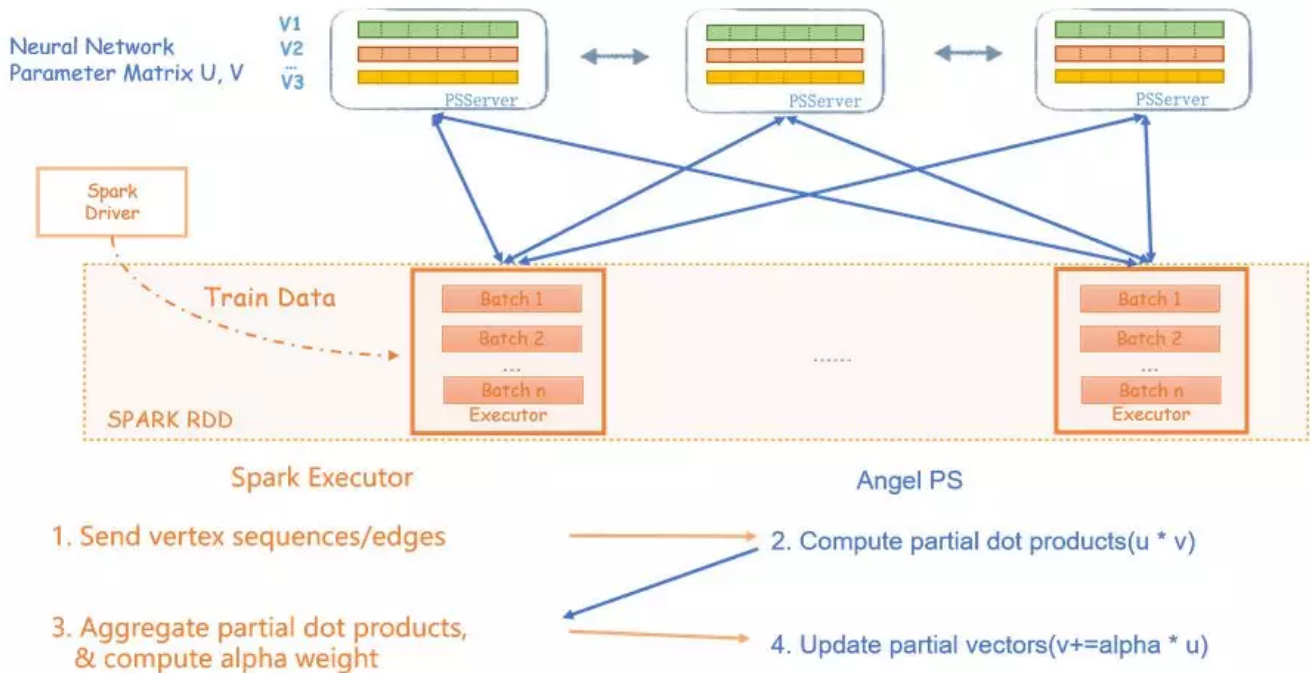 Neural Network
Parameter Matrix U, V
V1
V2
...
V3
PSServer
PSServer
PSServer
Spark
Driver
Train Data
SPARK RDD
Batch 1
Batch 2
...
Batch n
Executor
......
Batch 1
Batch 2
...
Batch n
Executor
Spark Executor
Angel PS
1. Send vertex sequences/edges
2. Compute partial dot products(u * v)
3. Aggregate partial dot products,
& compute alpha weight
4. Update partial vectors(v+=alpha * u)